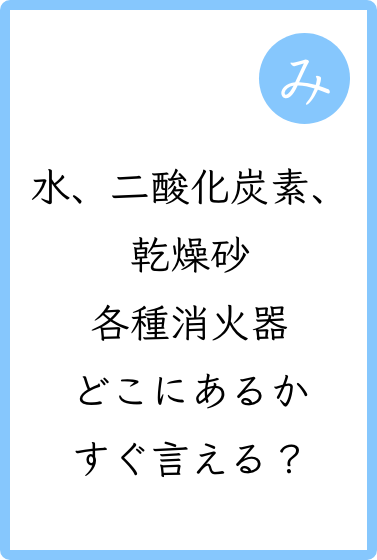 み
水、二酸化炭素、
乾燥砂
各種消火器
どこにあるか
すぐ言える？